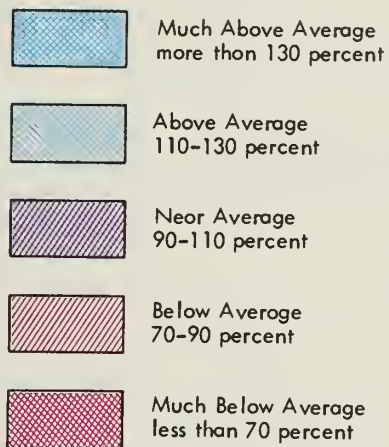 Much Above Average
more than 130 percent
Above Average
110-130 percent
Neor Average
90-110 percent
Below Averoge
70-90 percent
Much Below Average
less than 70 percent